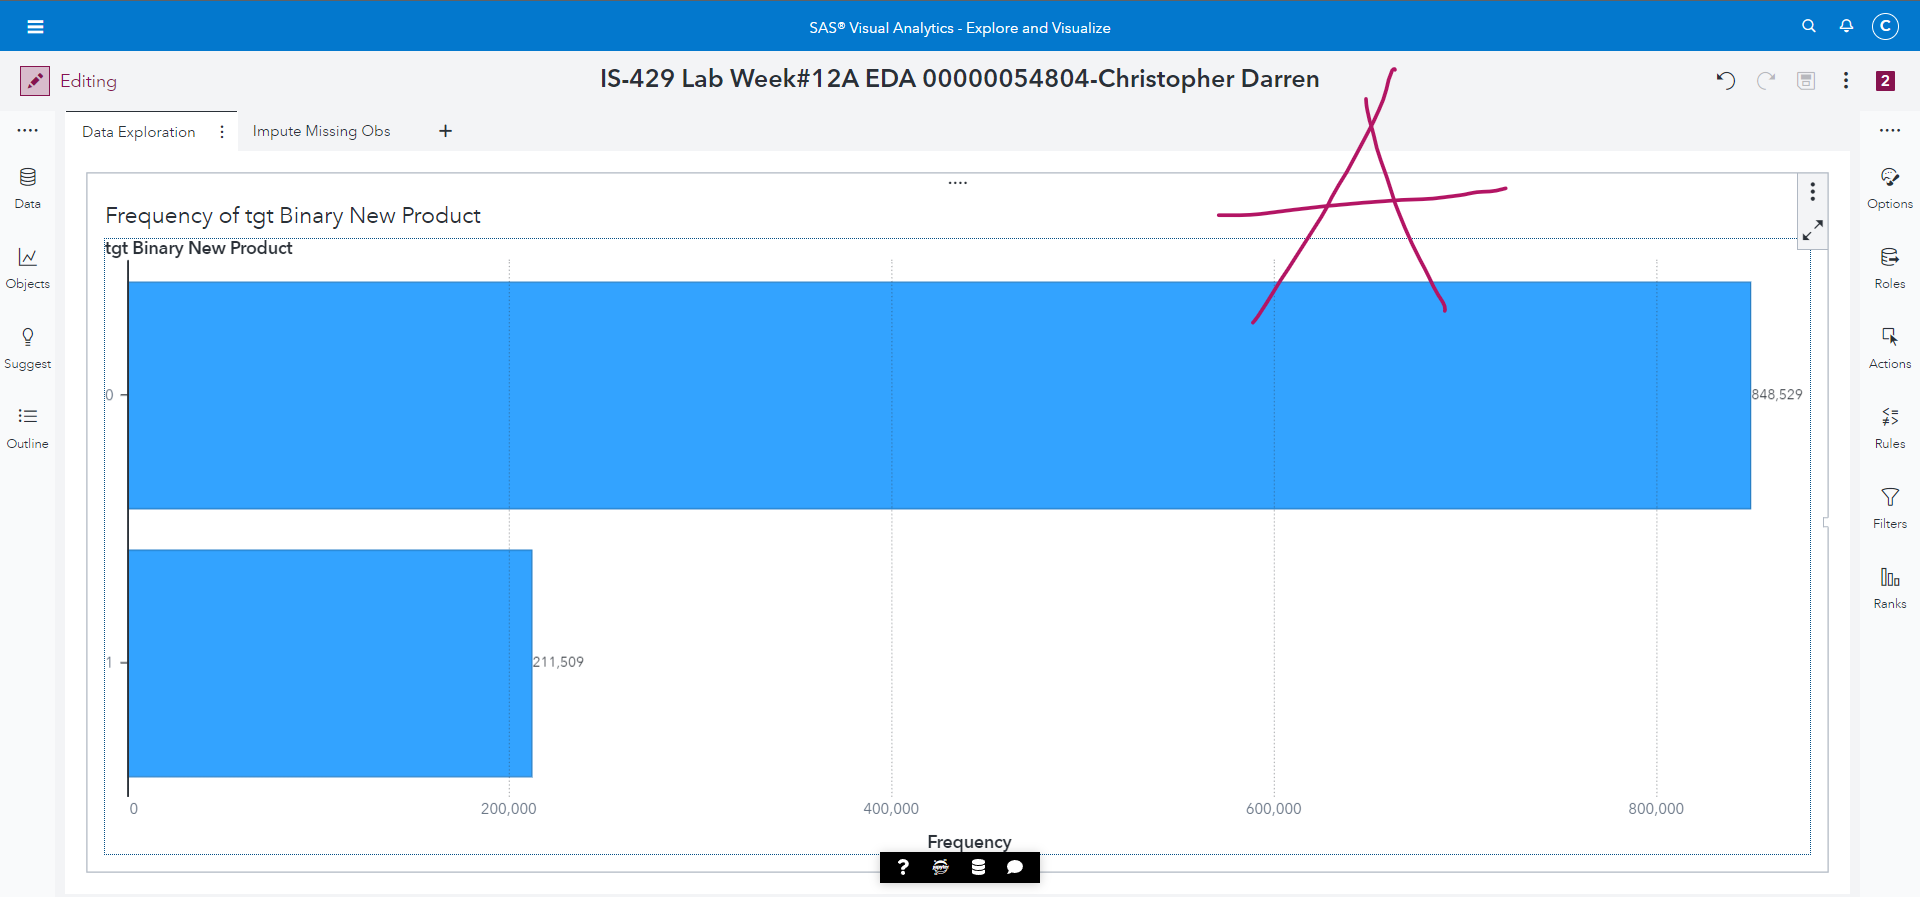 SAS® Visual Analytics - Explore and Visualize
C
Editing
IS-429 Lab Week#12A EDA 00000054804-Christopher Darren
2
Data Exploration
Impute Missing Obs
+
Data
Objects
Suggest
Outline
Frequency of tgt Binary New Product
tgt Binary New Product
0
848,529
1
211,509
0
200,000
400,000
600,000
800,000
Frequency
?
A
Options
Roles
Actions
Rules
Filters
Ranks